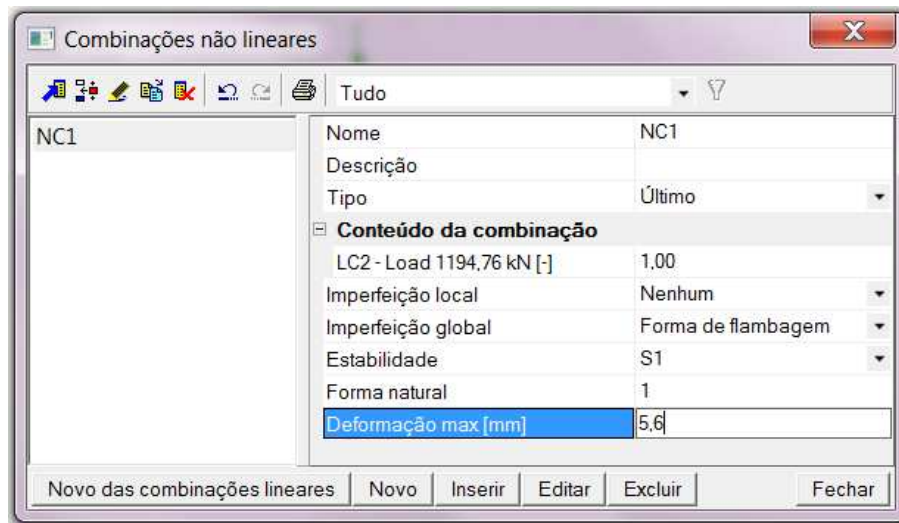 Combinações não lineares
X
Tudo
NC1
Nome NC1
Descrição
Tipo Último
Conteúdo da combinação
LC2 - Load 1194,76 kN [-] 1,00
Imperfeição local Nenhum
Imperfeição global Forma de flambagem
Estabilidade S1
Forma natural 1
Deformação max [mm] 5,6
Novo das combinações lineares Novo Inserir Editar Excluir Fechar